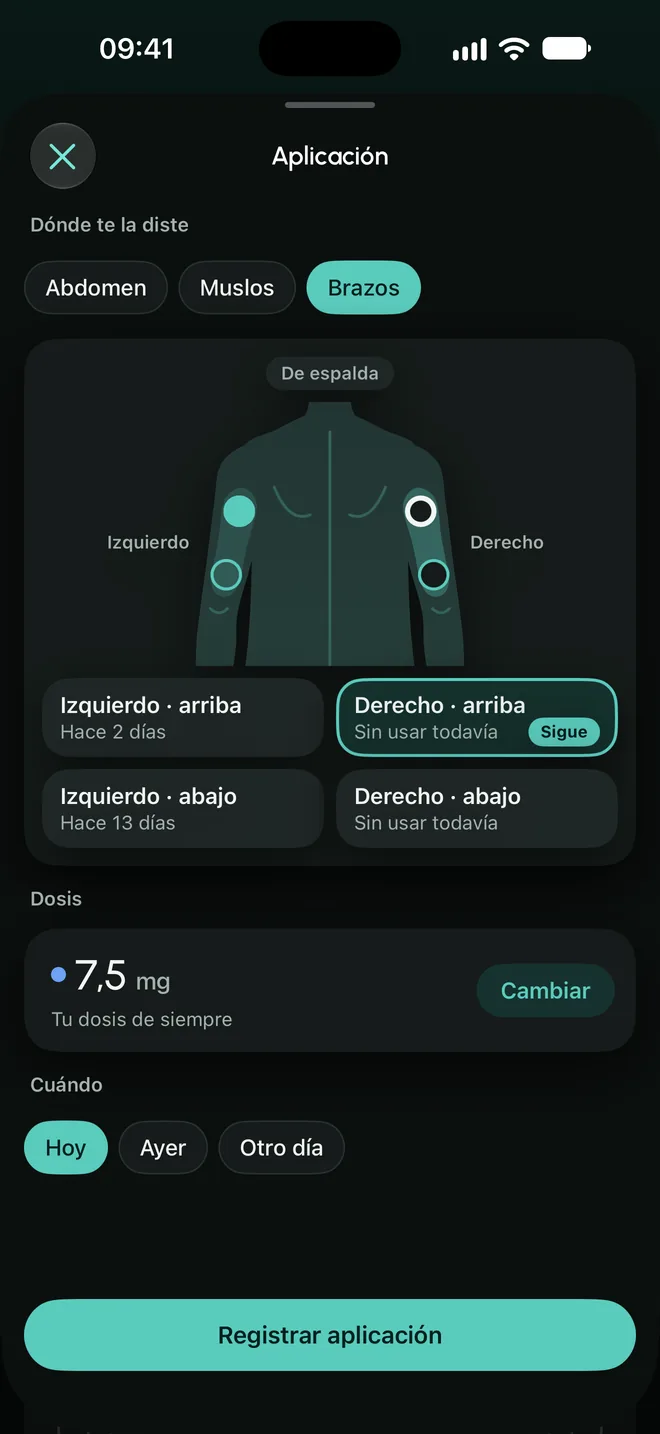 09:41
Aplicación
Dónde te la diste
Abdomen
Muslos
Brazos
De espalda
Izquierdo
Derecho
Izquierdo · arriba
Hace 2 días
Derecho · arriba
Sin usar todavía
Sigue
Izquierdo · abajo
Hace 13 días
Derecho · abajo
Sin usar todavía
Dosis
7,5 mg
Tu dosis de siempre
Cambiar
Cuándo
Hoy
Ayer
Otro día
Registrar aplicación